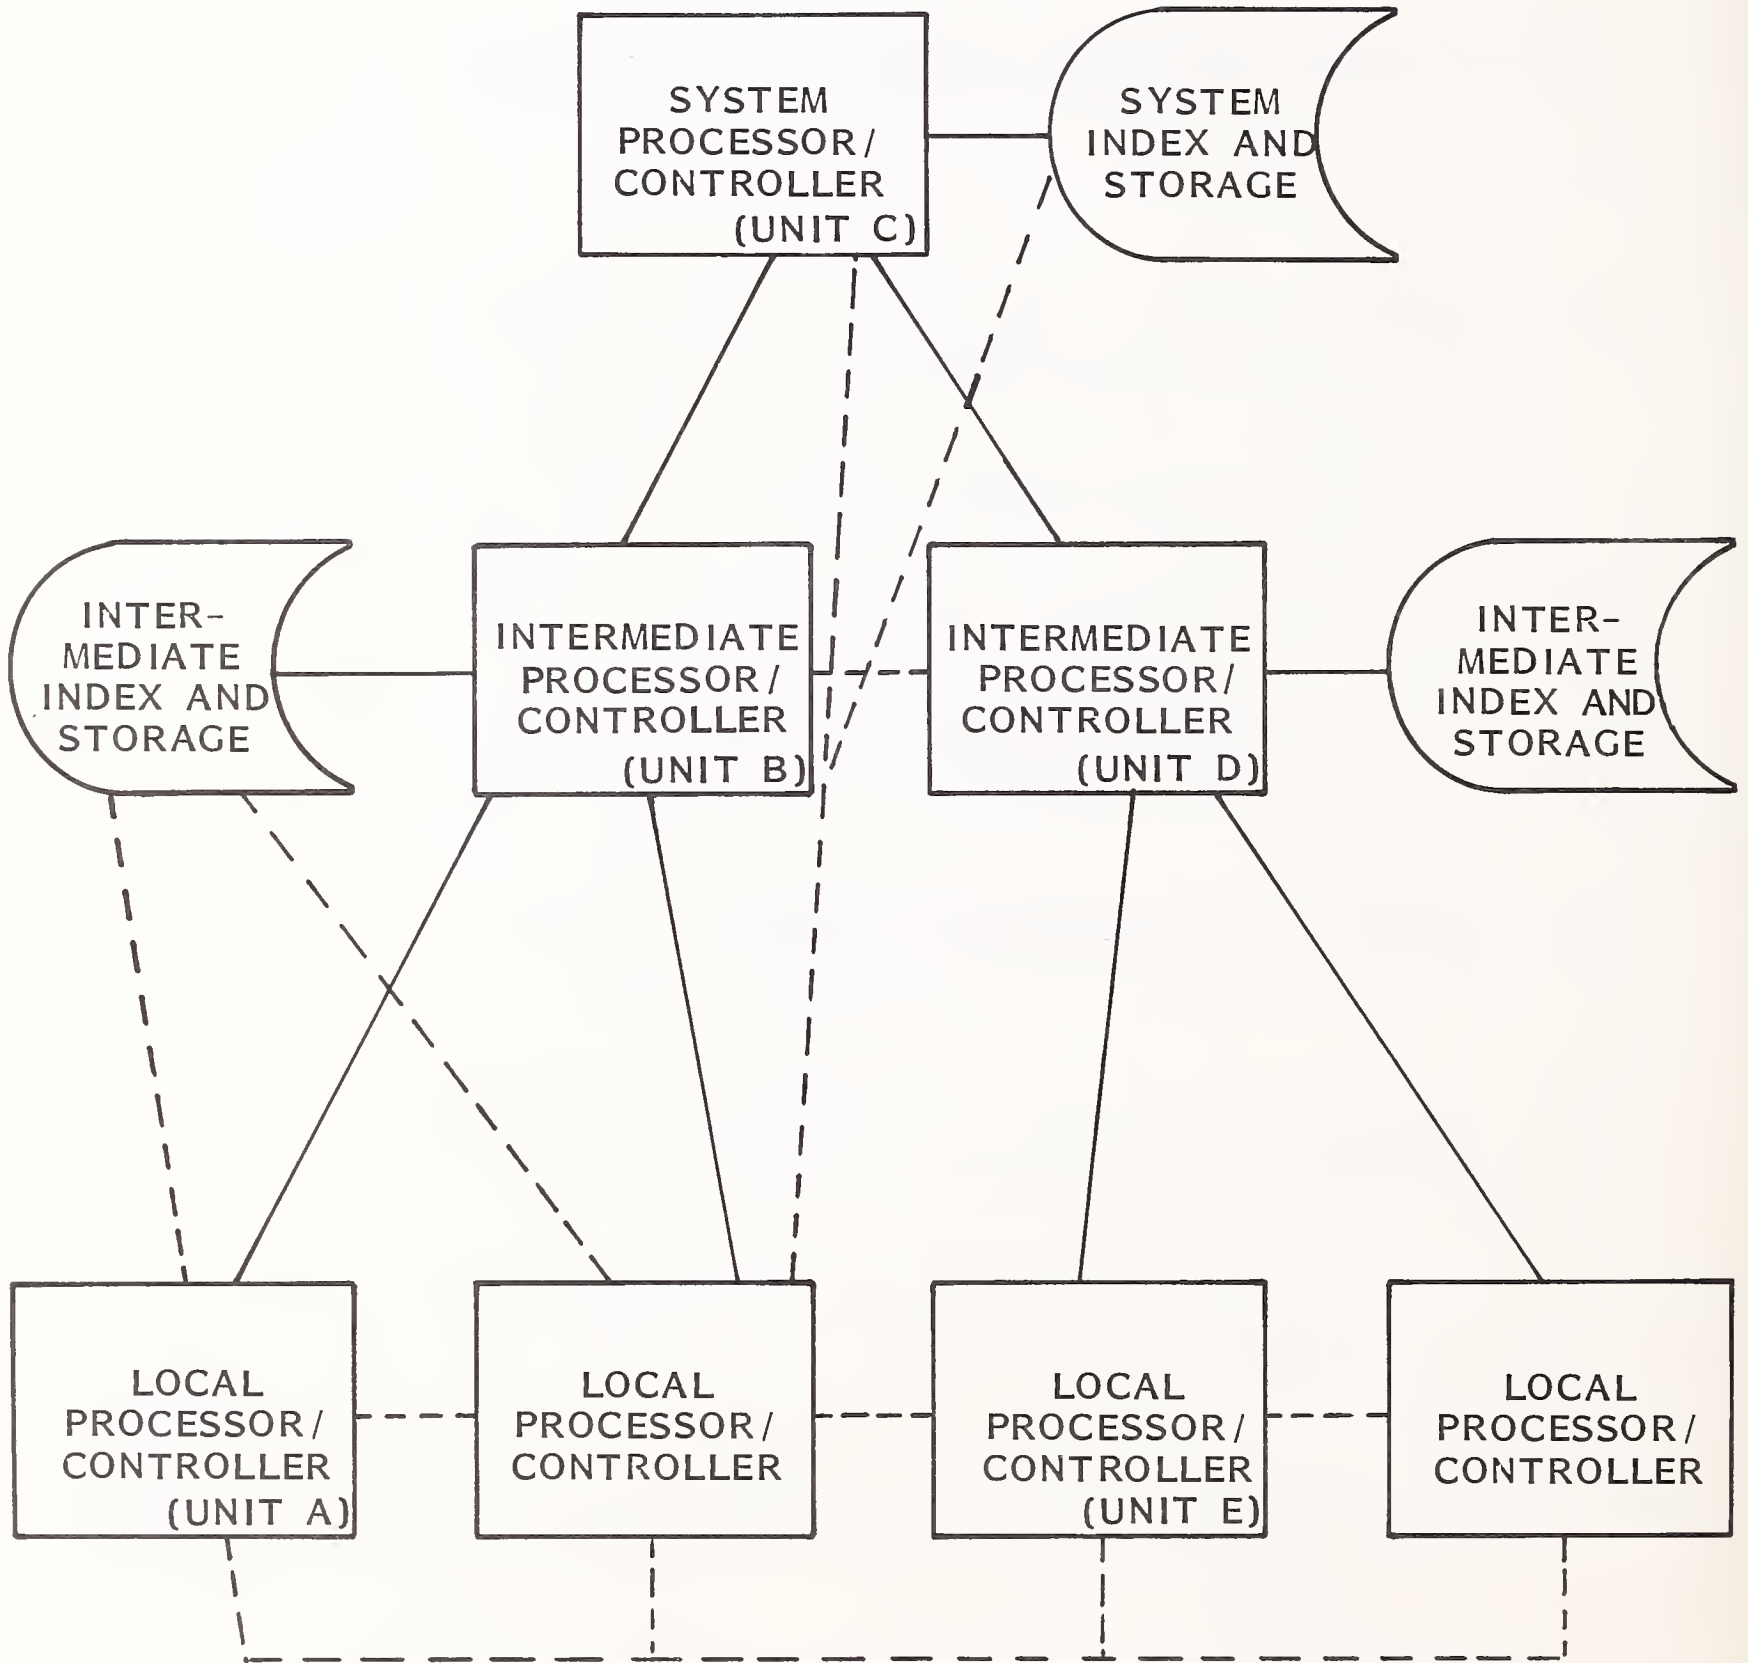 SYSTEM
PROCESSOR/
CONTROLLER
(UNIT C)
SYSTEM
INDEX AND
STORAGE
INTER-
MEDIATE
INDEX AND
STORAGE
INTERMEDIATE
PROCESSOR/
CONTROLLER
(UNIT B)
INTERMEDIATE
PROCESSOR/
CONTROLLER
(UNIT D)
INTER-
MEDIATE
INDEX AND
STORAGE
LOCAL
PROCESSOR/
CONTROLLER
(UNIT A)
LOCAL
PROCESSOR/
CONTROLLER
LOCAL
PROCESSOR/
CONTROLLER
(UNIT E)
LOCAL
PROCESSOR/
CONTROLLER